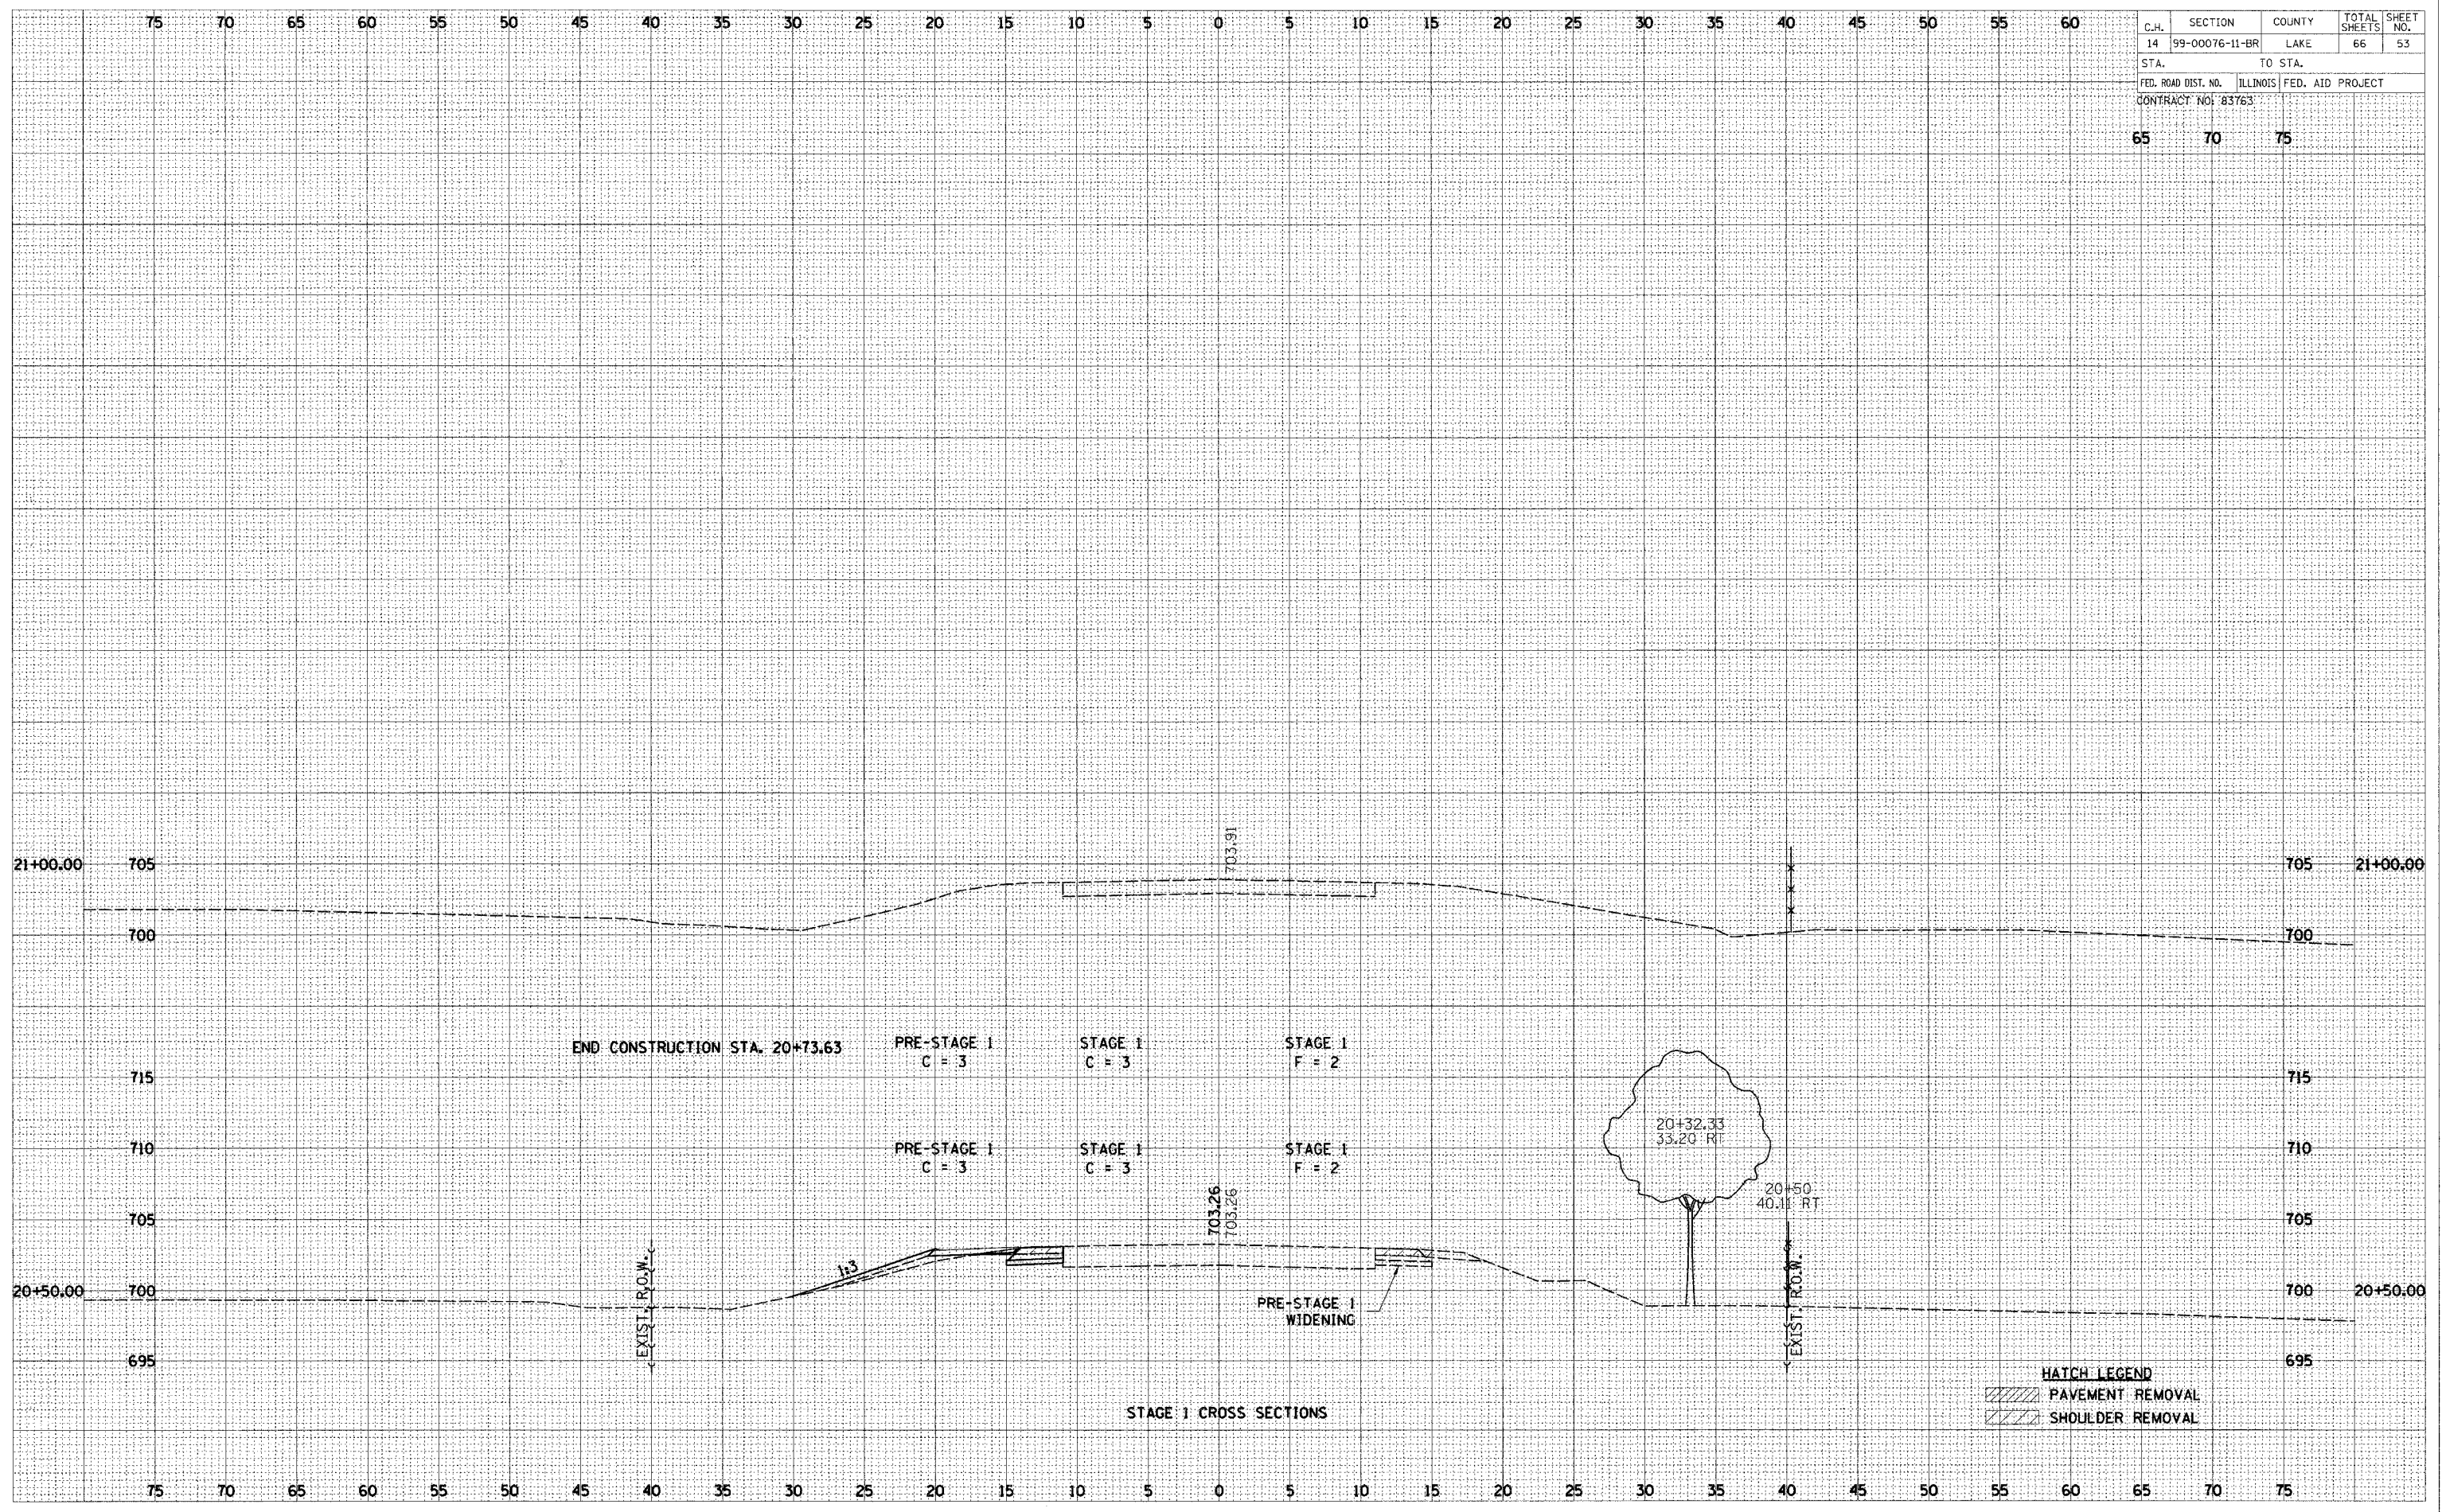 75 70 65 60 55 50 45 40 35 30 25 20 15 10 5 0 5 10 15 20 25 30 35 40 45 50 55 60
C.H. SECTION COUNTY TOTAL SHEETS SHEET NO.
14 99-00076-11-BR LAKE 66 53
STA. TO STA.
FED. ROAD DIST. NO. ILLINOIS FED. AID PROJECT
CONTRACT NO: 83763
65 70 75
703.91
21+00.00 705 705 21+00.00
700 700
END CONSTRUCTION STA. 20+73.63
PRE-STAGE 1
C = 3
STAGE 1
C = 3
STAGE 1
F = 2
715 715
20+32.33
33.20 RT
710 710
PRE-STAGE 1
C = 3
STAGE 1
C = 3
STAGE 1
F = 2
20+50
40.11 RT
703.26
703.26
705 705
1:3
EXIST. R.O.W.
EXIST. R.O.W.
20+50.00 700 700 20+50.00
PRE-STAGE 1
WIDENING
695 695
HATCH LEGEND
PAVEMENT REMOVAL
SHOULDER REMOVAL
STAGE 1 CROSS SECTIONS
75 70 65 60 55 50 45 40 35 30 25 20 15 10 5 0 5 10 15 20 25 30 35 40 45 50 55 60 65 70 75